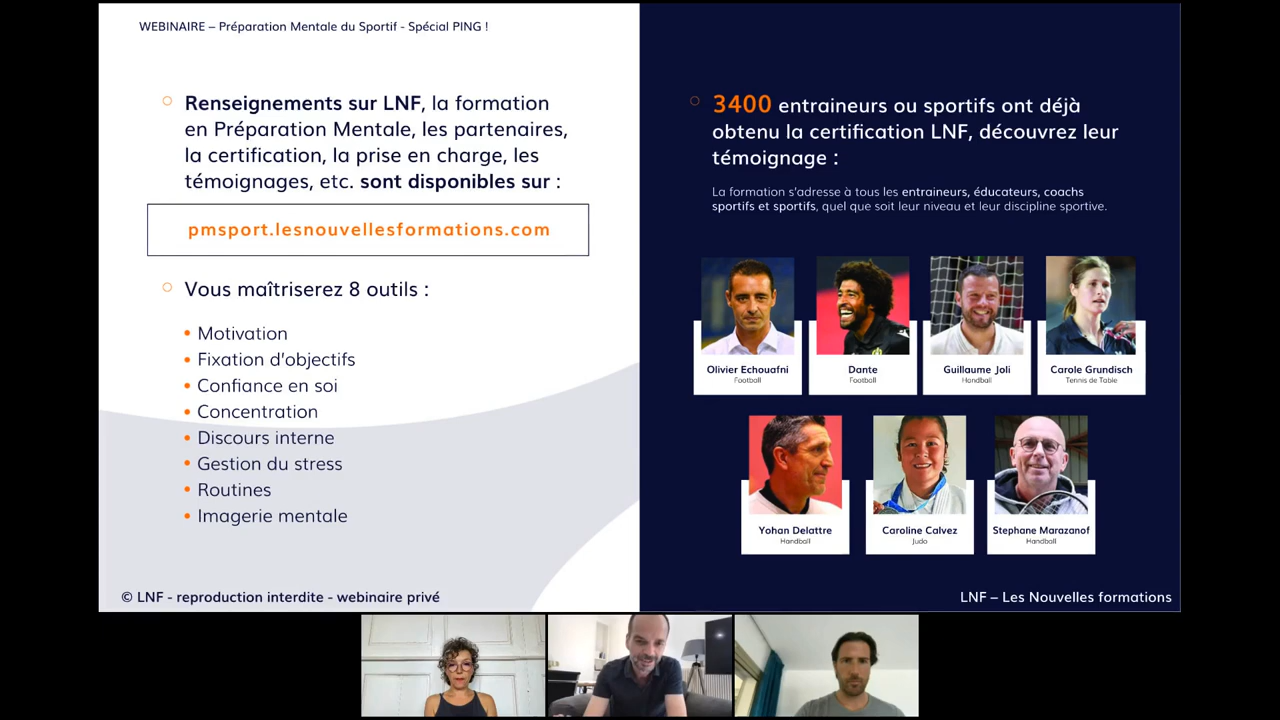 WEBINAIRE – Préparation Mentale du Sportif - Spécial PING !
Renseignements sur LNF, la formation
en Préparation Mentale, les partenaires,
la certification, la prise en charge, les
témoignages, etc. sont disponibles sur :
pmsport.lesnouvellesformations.com
Vous maîtriserez 8 outils :
Motivation
Fixation d'objectifs
Confiance en soi
Concentration
Discours interne
Gestion du stress
Routines
Imagerie mentale
© LNF - reproduction interdite - webinaire privé
3400 entraineurs ou sportifs ont déjà
obtenu la certification LNF, découvrez leur
témoignage :
La formation s'adresse à tous les entraineurs, éducateurs, coachs
sportifs et sportifs, quel que soit leur niveau et leur discipline sportive.
Olivier Echouafni
Football
Dante
Football
Guillaume Joli
Handball
Carole Grundisch
Tennis de Table
Yohan Delattre
Handball
Caroline Calvez
Judo
Stephane Marazanof
Handball
LNF – Les Nouvelles formations